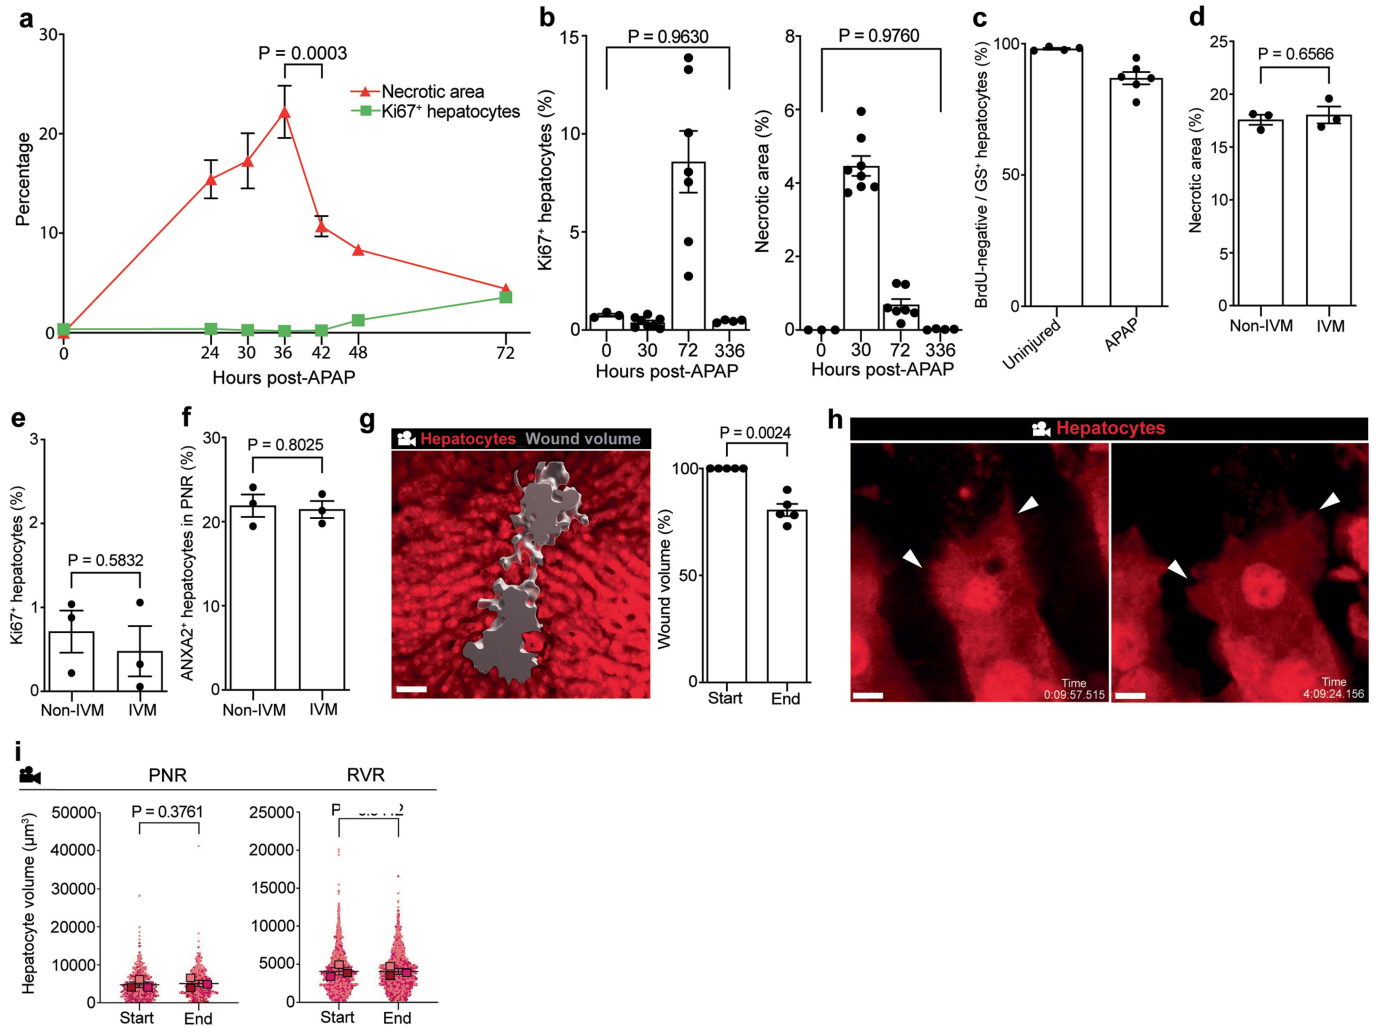 a
30
20
10
0
Percentage
P = 0.0003
Necrotic area
Ki67⁺ hepatocytes
0 24 30 36 42 48 72
Hours post-APAP
b
15
10
5
0
Ki67⁺ hepatocytes (%)
P = 0.9630
0 30 72 336
Hours post-APAP
8
6
4
2
0
Necrotic area (%)
P = 0.9760
0 30 72 336
Hours post-APAP
c
100
50
0
BrdU-negative / GS⁺ hepatocytes (%)
Uninjured APAP
d
25
20
15
10
5
0
Necrotic area (%)
P = 0.6566
Non-IVM IVM
e
3
2
1
0
Ki67⁺ hepatocytes (%)
P = 0.5832
Non-IVM IVM
f
30
20
10
0
ANXA2⁺ hepatocytes in PNR (%)
P = 0.8025
Non-IVM IVM
g
Hepatocytes Wound volume
100
50
0
Wound volume (%)
P = 0.0024
Start End
h
Hepatocytes
Time
0:09:57.515
Time
4:09:24.156
i
PNR RVR
50000
40000
30000
20000
10000
0
Hepatocyte volume (µm³)
P = 0.3761
Start End
25000
20000
15000
10000
5000
0
P
Start End